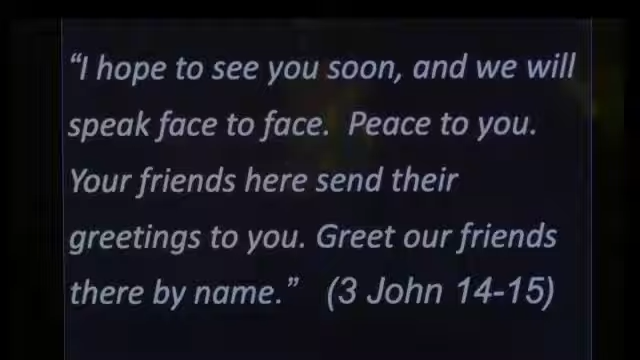 “I hope to see you soon, and we will
speak face to face.  Peace to you.
Your friends here send their
greetings to you. Greet our friends
there by name.”   (3 John 14-15)